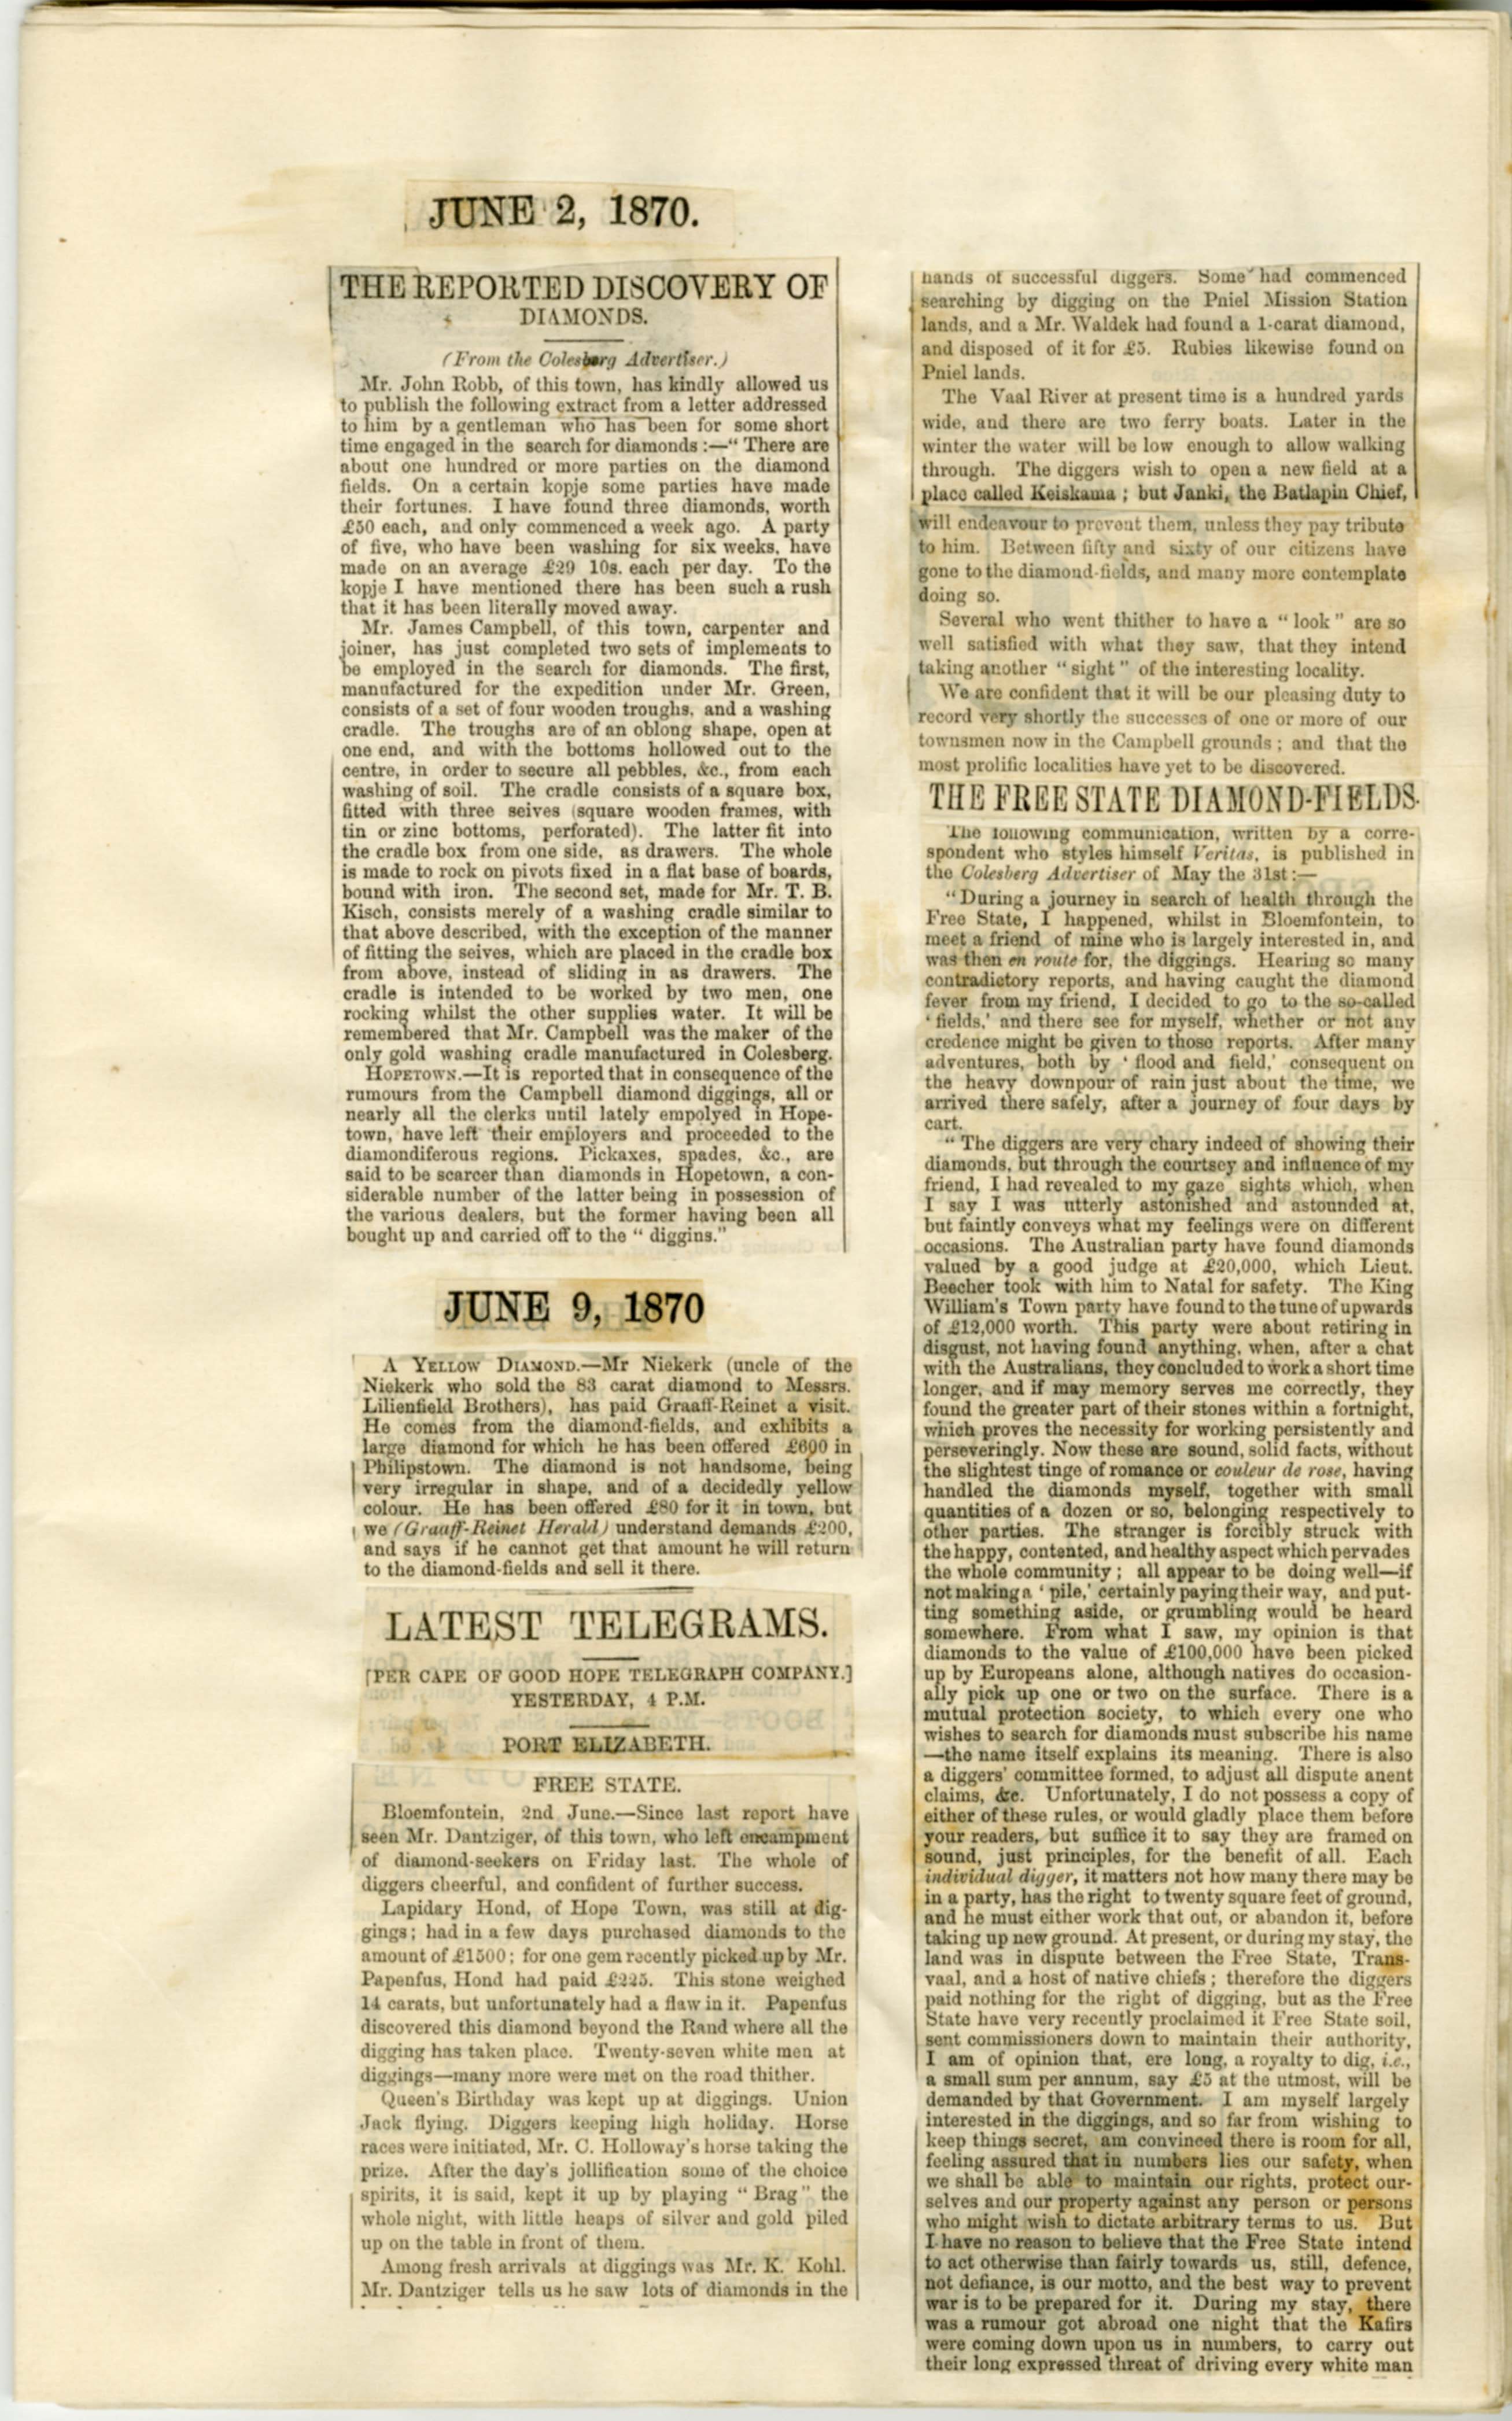 JUNE 2, 1870.
THE REPORTED DISCOVERY OF
DIAMONDS.
(From the Colesberg Advertiser.)
Mr. John Robb, of this town, has kindly allowed us
to publish the following extract from a letter addressed
to him by a gentleman who has been for some short
time engaged in the search for diamonds :—“ There are
about one hundred or more parties on the diamond
fields. On a certain kopje some parties have made
their fortunes. I have found three diamonds, worth
£50 each, and only commenced a week ago. A party
of five, who have been washing for six weeks, have
made on an average £29 10s. each per day. To the
kopje I have mentioned there has been such a rush
that it has been literally moved away.
Mr. James Campbell, of this town, carpenter and
joiner, has just completed two sets of implements to
be employed in the search for diamonds. The first,
manufactured for the expedition under Mr. Green,
consists of a set of four wooden troughs, and a washing
cradle. The troughs are of an oblong shape, open at
one end, and with the bottoms hollowed out to the
centre, in order to secure all pebbles, &c., from each
washing of soil. The cradle consists of a square box,
fitted with three seives (square wooden frames, with
tin or zinc bottoms, perforated). The latter fit into
the cradle box from one side, as drawers. The whole
is made to rock on pivots fixed in a flat base of boards,
bound with iron. The second set, made for Mr. T. B.
Kisch, consists merely of a washing cradle similar to
that above described, with the exception of the manner
of fitting the seives, which are placed in the cradle box
from above, instead of sliding in as drawers. The
cradle is intended to be worked by two men, one
rocking whilst the other supplies water. It will be
remembered that Mr. Campbell was the maker of the
only gold washing cradle manufactured in Colesberg.
HOPETOWN.—It is reported that in consequence of the
rumours from the Campbell diamond diggings, all or
nearly all the clerks until lately empolyed in Hope-
town, have left their employers and proceeded to the
diamondiferous regions. Pickaxes, spades, &c., are
said to be scarcer than diamonds in Hopetown, a con-
siderable number of the latter being in possession of
the various dealers, but the former having been all
bought up and carried off to the “ diggins.”
JUNE 9, 1870
A YELLOW DIAMOND.—Mr Niekerk (uncle of the
Niekerk who sold the 83 carat diamond to Messrs.
Lilienfield Brothers), has paid Graaff-Reinet a visit.
He comes from the diamond-fields, and exhibits a
large diamond for which he has been offered £600 in
Philipstown. The diamond is not handsome, being
very irregular in shape, and of a decidedly yellow
colour. He has been offered £80 for it in town, but
we (Graaff-Reinet Herald) understand demands £200,
and says if he cannot get that amount he will return
to the diamond-fields and sell it there.
LATEST TELEGRAMS.
[PER CAPE OF GOOD HOPE TELEGRAPH COMPANY.]
YESTERDAY, 4 P.M.
PORT ELIZABETH.
FREE STATE.
Bloemfontein, 2nd June.—Since last report have
seen Mr. Dantziger, of this town, who left encampment
of diamond-seekers on Friday last. The whole of
diggers cheerful, and confident of further success.
Lapidary Hond, of Hope Town, was still at dig-
gings ; had in a few days purchased diamonds to the
amount of £1500 ; for one gem recently picked up by Mr.
Papenfus, Hond had paid £225. This stone weighed
14 carats, but unfortunately had a flaw in it. Papenfus
discovered this diamond beyond the Rand where all the
digging has taken place. Twenty-seven white men at
diggings—many more were met on the road thither.
Queen's Birthday was kept up at diggings. Union
Jack flying. Diggers keeping high holiday. Horse
races were initiated, Mr. C. Holloway's horse taking the
prize. After the day's jollification some of the choice
spirits, it is said, kept it up by playing “ Brag ” the
whole night, with little heaps of silver and gold piled
up on the table in front of them.
Among fresh arrivals at diggings was Mr. K. Kohl.
Mr. Dantziger tells us he saw lots of diamonds in the
hands of successful diggers. Some had commenced
searching by digging on the Pniel Mission Station
lands, and a Mr. Waldek had found a 1-carat diamond,
and disposed of it for £5. Rubies likewise found on
Pniel lands.
The Vaal River at present time is a hundred yards
wide, and there are two ferry boats. Later in the
winter the water will be low enough to allow walking
through. The diggers wish to open a new field at a
place called Keiskama ; but Janki, the Batlapin Chief,
will endeavour to prevent them, unless they pay tribute
to him. Between fifty and sixty of our citizens have
gone to the diamond-fields, and many more contemplate
doing so.
Several who went thither to have a “ look ” are so
well satisfied with what they saw, that they intend
taking another “ sight ” of the interesting locality.
We are confident that it will be our pleasing duty to
record very shortly the successes of one or more of our
townsmen now in the Campbell grounds ; and that the
most prolific localities have yet to be discovered.
THE FREE STATE DIAMOND-FIELDS.
The following communication, written by a corre-
spondent who styles himself Veritas, is published in
the Colesberg Advertiser of May the 31st :—
“ During a journey in search of health through the
Free State, I happened, whilst in Bloemfontein, to
meet a friend of mine who is largely interested in, and
was then en route for, the diggings. Hearing so many
contradictory reports, and having caught the diamond
fever from my friend, I decided to go to the so-called
‘ fields,’ and there see for myself, whether or not any
credence might be given to those reports. After many
adventures, both by ‘ flood and field,’ consequent on
the heavy downpour of rain just about the time, we
arrived there safely, after a journey of four days by
cart.
“ The diggers are very chary indeed of showing their
diamonds, but through the courtsey and influence of my
friend, I had revealed to my gaze sights which, when
I say I was utterly astonished and astounded at,
but faintly conveys what my feelings were on different
occasions. The Australian party have found diamonds
valued by a good judge at £20,000, which Lieut.
Beecher took with him to Natal for safety. The King
William's Town party have found to the tune of upwards
of £12,000 worth. This party were about retiring in
disgust, not having found anything, when, after a chat
with the Australians, they concluded to work a short time
longer, and if may memory serves me correctly, they
found the greater part of their stones within a fortnight,
which proves the necessity for working persistently and
perseveringly. Now these are sound, solid facts, without
the slightest tinge of romance or couleur de rose, having
handled the diamonds myself, together with small
quantities of a dozen or so, belonging respectively to
other parties. The stranger is forcibly struck with
the happy, contented, and healthy aspect which pervades
the whole community ; all appear to be doing well—if
not making a ‘ pile,’ certainly paying their way, and put-
ting something aside, or grumbling would be heard
somewhere. From what I saw, my opinion is that
diamonds to the value of £100,000 have been picked
up by Europeans alone, although natives do occasion-
ally pick up one or two on the surface. There is a
mutual protection society, to which every one who
wishes to search for diamonds must subscribe his name
—the name itself explains its meaning. There is also
a diggers' committee formed, to adjust all dispute anent
claims, &c. Unfortunately, I do not possess a copy of
either of these rules, or would gladly place them before
your readers, but suffice it to say they are framed on
sound, just principles, for the benefit of all. Each
individual digger, it matters not how many there may be
in a party, has the right to twenty square feet of ground,
and he must either work that out, or abandon it, before
taking up new ground. At present, or during my stay, the
land was in dispute between the Free State, Trans-
vaal, and a host of native chiefs ; therefore the diggers
paid nothing for the right of digging, but as the Free
State have very recently proclaimed it Free State soil,
sent commissioners down to maintain their authority,
I am of opinion that, ere long, a royalty to dig, i.e.,
a small sum per annum, say £5 at the utmost, will be
demanded by that Government. I am myself largely
interested in the diggings, and so far from wishing to
keep things secret, am convinced there is room for all,
feeling assured that in numbers lies our safety, when
we shall be able to maintain our rights, protect our-
selves and our property against any person or persons
who might wish to dictate arbitrary terms to us. But
I have no reason to believe that the Free State intend
to act otherwise than fairly towards us, still, defence,
not defiance, is our motto, and the best way to prevent
war is to be prepared for it. During my stay, there
was a rumour got abroad one night that the Kafirs
were coming down upon us in numbers, to carry out
their long expressed threat of driving every white man